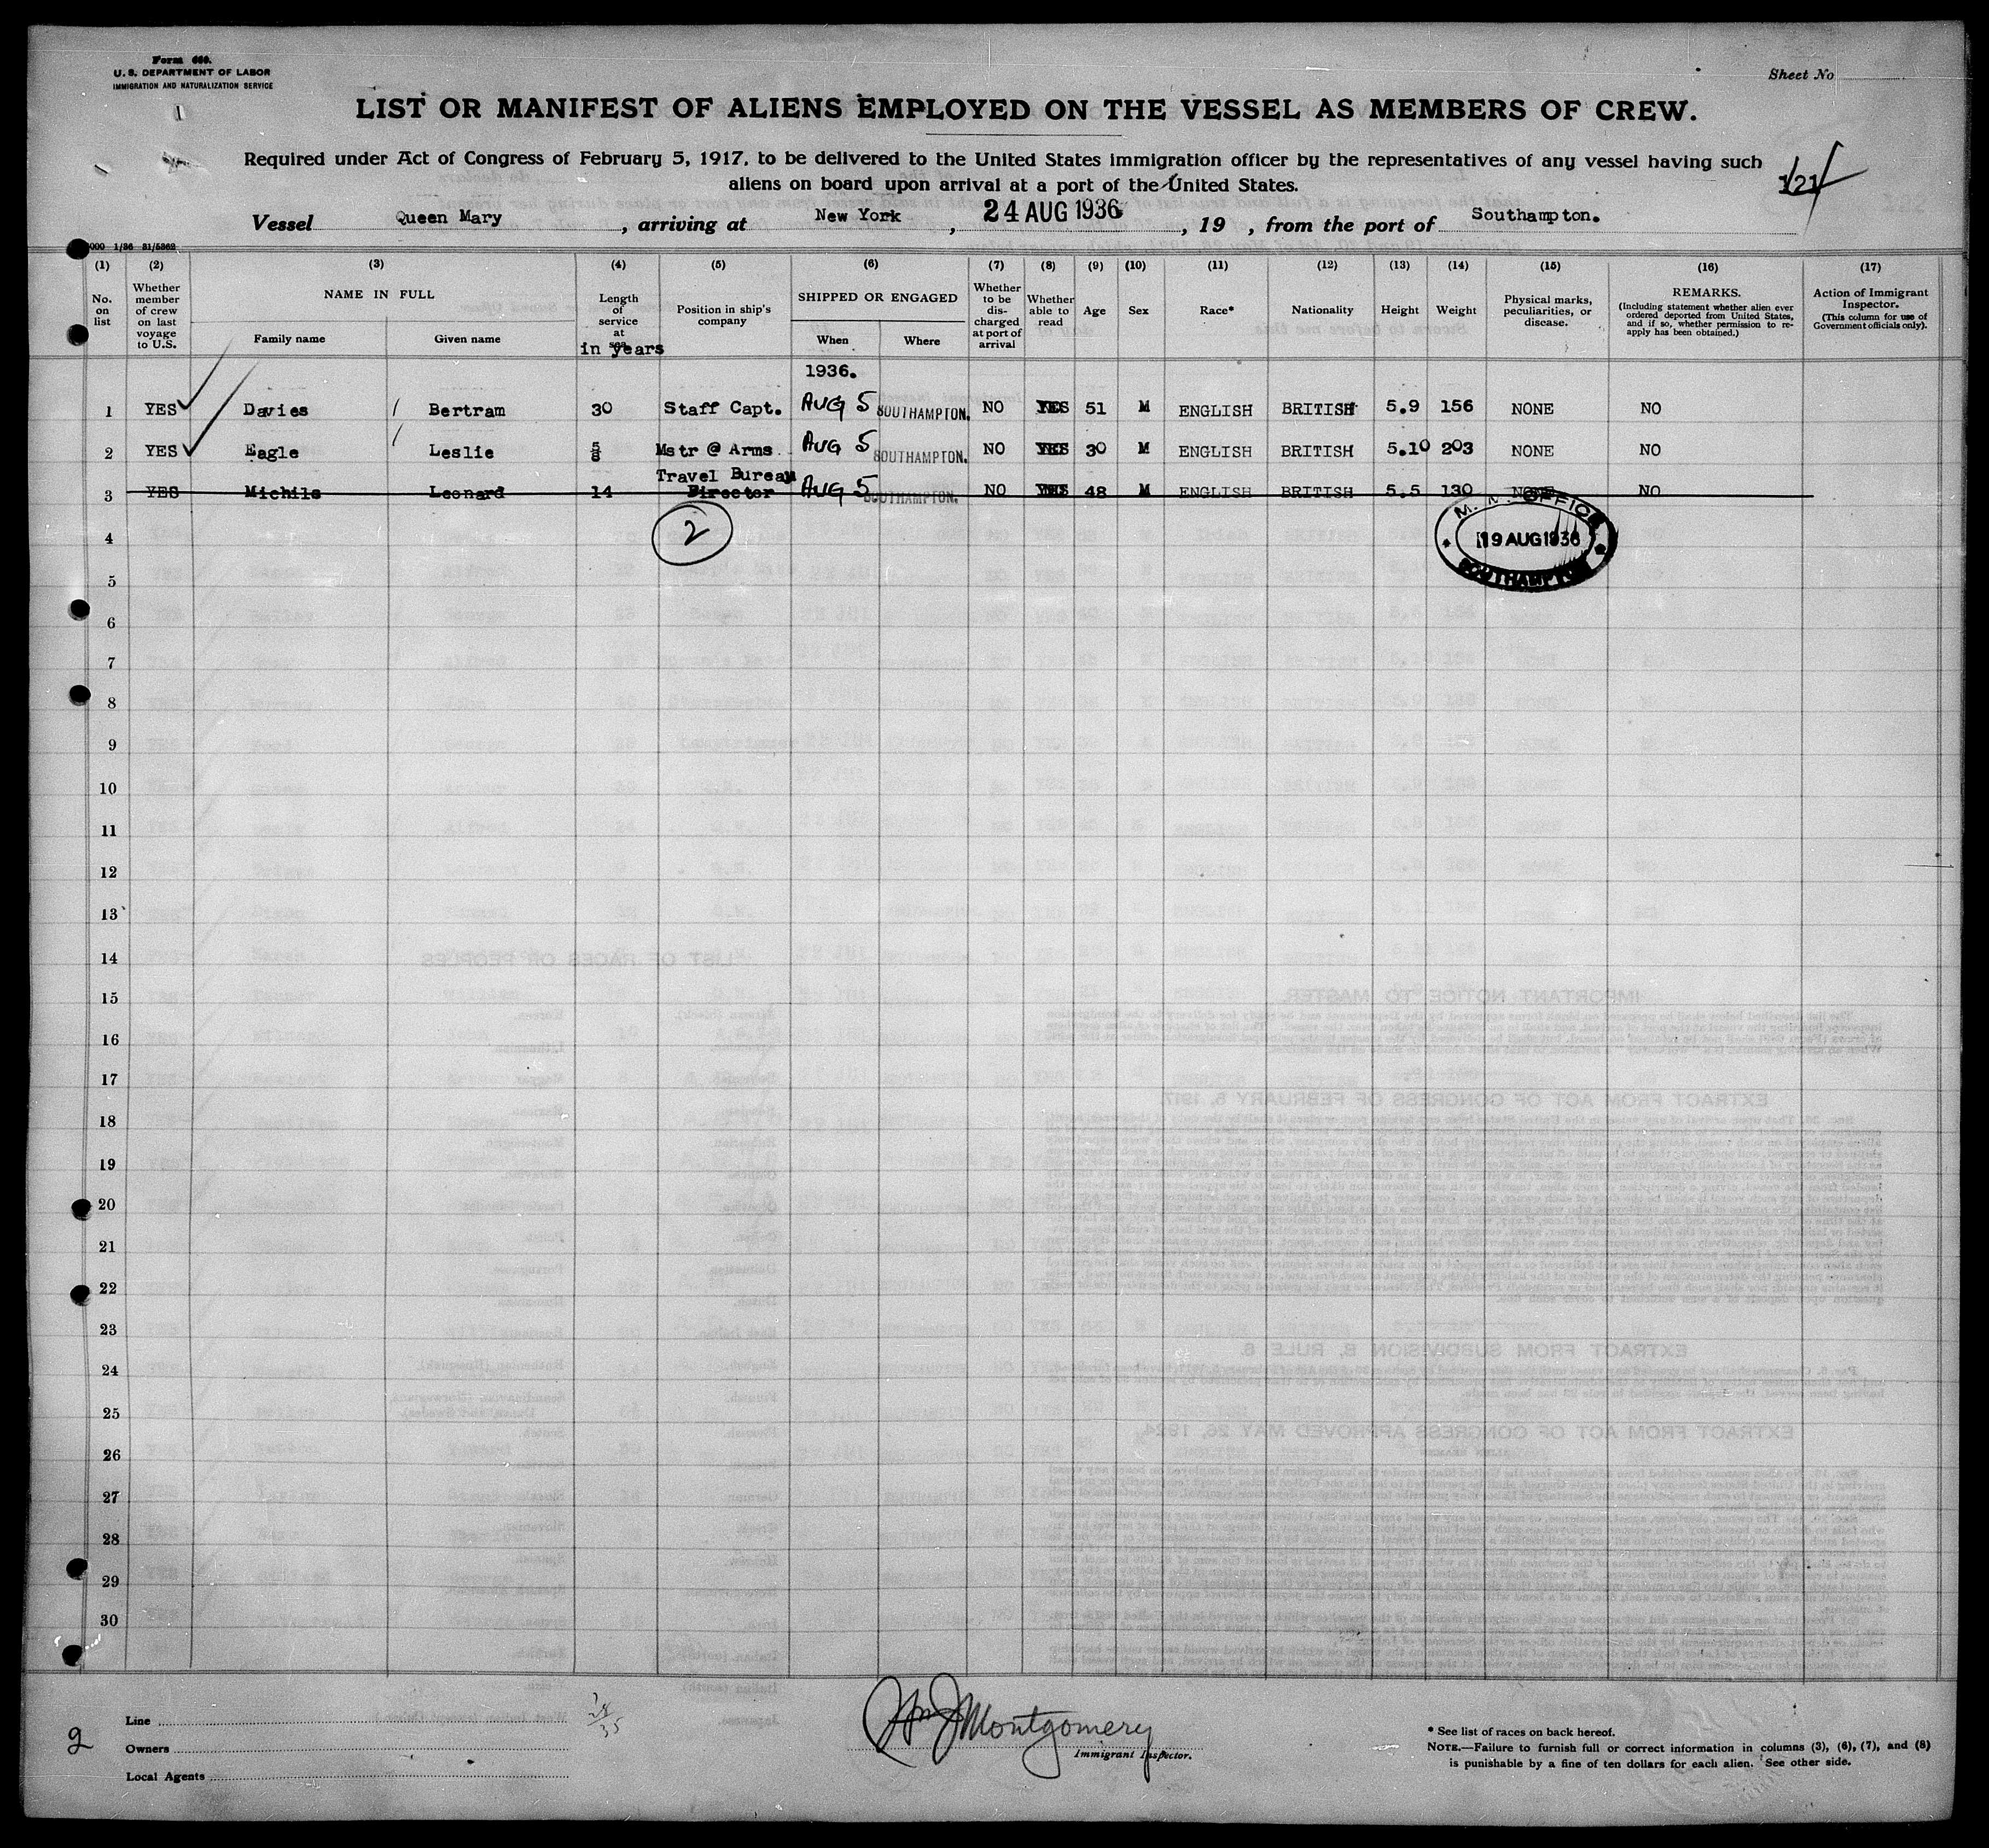 Form 689.
U. S. DEPARTMENT OF LABOR
IMMIGRATION AND NATURALIZATION SERVICE
Sheet No
LIST OR MANIFEST OF ALIENS EMPLOYED ON THE VESSEL AS MEMBERS OF CREW.
Required under Act of Congress of February 5, 1917, to be delivered to the United States immigration officer by the representatives of any vessel having such
aliens on board upon arrival at a port of the United States.
121
Vessel Queen Mary, arriving at New York, 24 AUG 1936, 19 , from the port of Southampton.
000 1/36 31/5362
(1) (2) (3) (4) (5) (6) (7) (8) (9) (10) (11) (12) (13) (14) (15) (16) (17)
No. on list
Whether member of crew on last voyage to U.S.
NAME IN FULL
Family name Given name
Length of service at sea
in years
Position in ship's company
SHIPPED OR ENGAGED
When Where
Whether to be discharged at port of arrival
Whether able to read
Age
Sex
Race*
Nationality
Height
Weight
Physical marks, peculiarities, or disease.
REMARKS.
(Including statement whether alien ever ordered deported from United States, and if so, whether permission to re-apply has been obtained.)
Action of Immigrant Inspector.
(This column for use of Government officials only).
1936.
1 YES Davies Bertram 30 Staff Capt. AUG 5 SOUTHAMPTON. NO YES 51 M ENGLISH BRITISH 5.9 156 NONE NO
2 YES Eagle Leslie 5/8 Mstr @ Arms AUG 5 SOUTHAMPTON. NO YES 30 M ENGLISH BRITISH 5.10 203 NONE NO
Travel Bureau
3 YES Michils Leonard 14 Director AUG 5 SOUTHAMPTON. NO YES 48 M ENGLISH BRITISH 5.5 130 NONE NO
2
M. M. OFFICE
19 AUG 1936
SOUTHAMPTON
4
5
6
7
8
9
10
11
12
13
14
15
16
17
18
19
20
21
22
23
24
25
26
27
28
29
30
2
Line
Owners
Local Agents
Wm J Montgomery
Immigrant Inspector.
* See list of races on back hereof.
NOTE.—Failure to furnish full or correct information in columns (3), (6), (7), and (8)
is punishable by a fine of ten dollars for each alien. See other side.